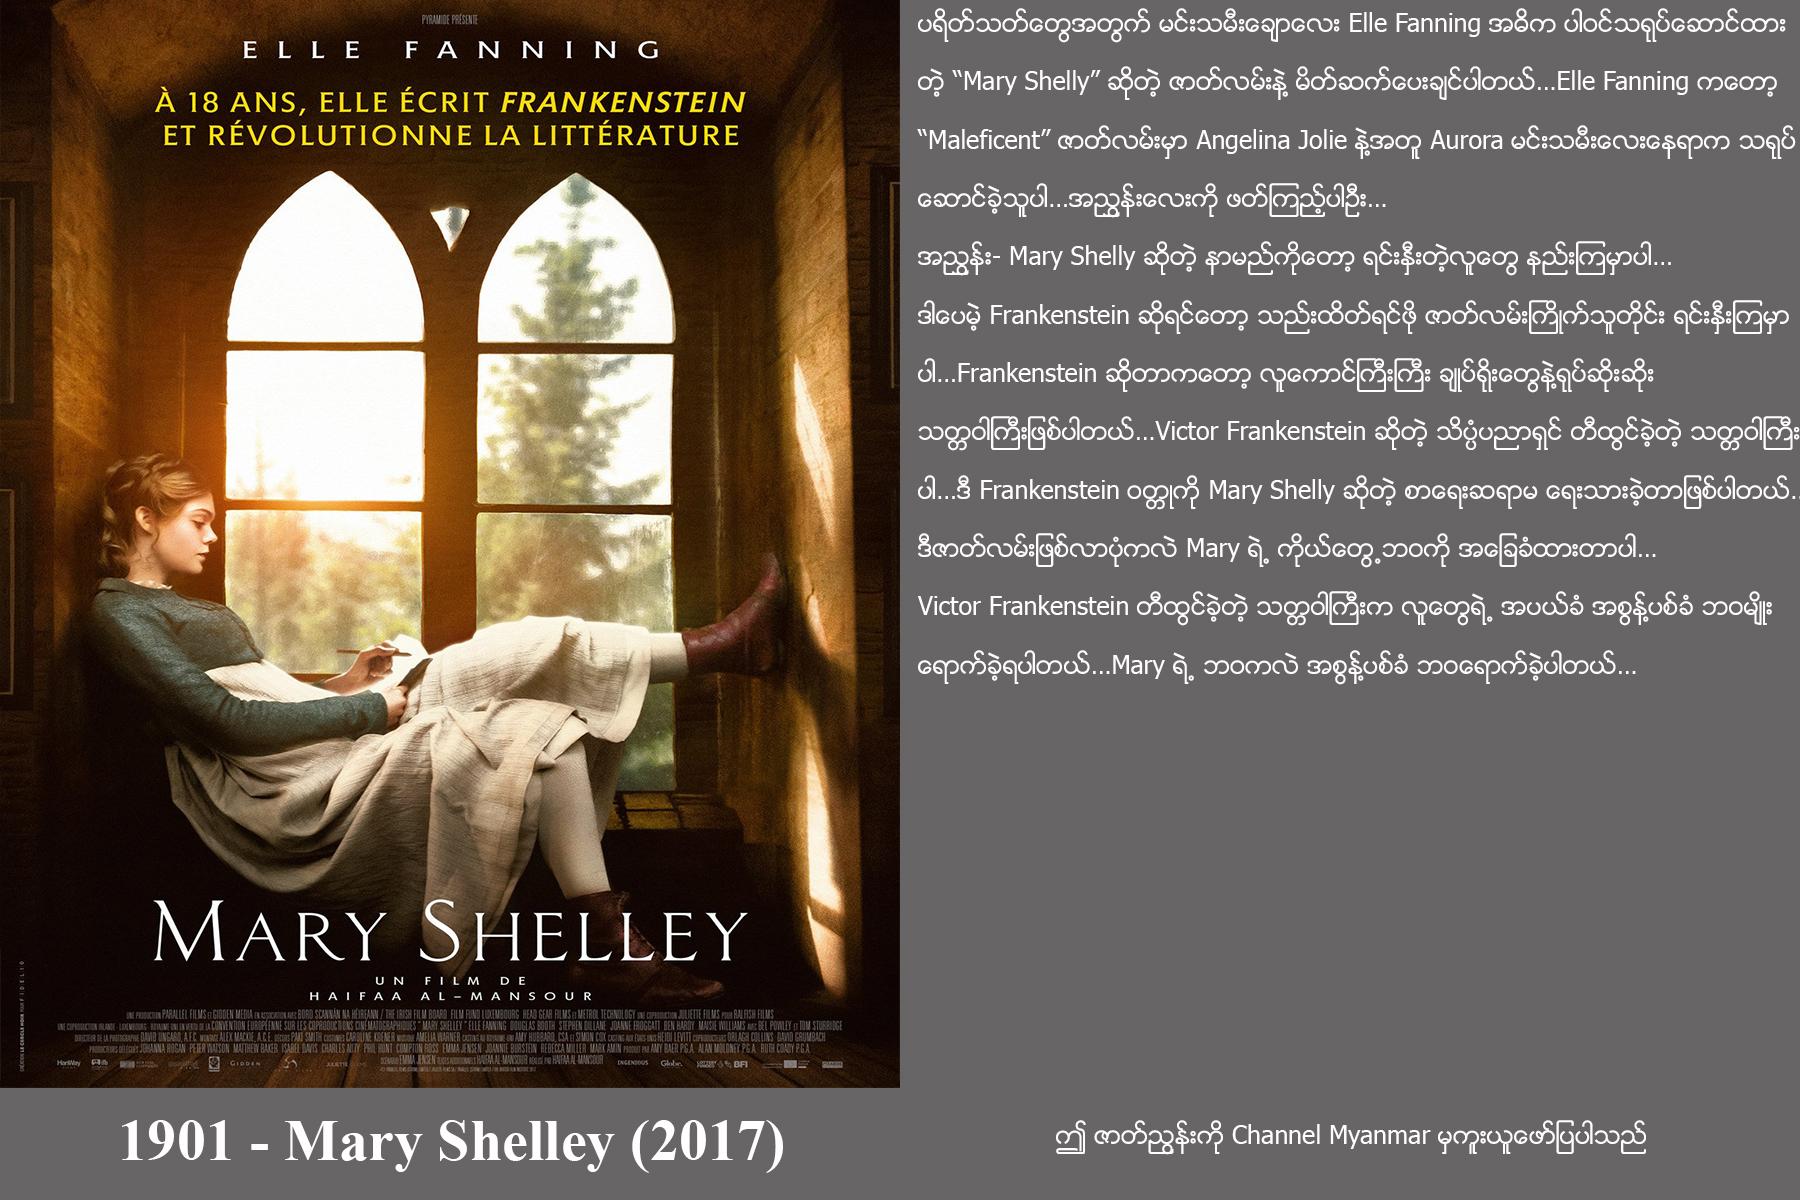 PYRAMIDE PRÉSENTE
ELLE FANNING
À 18 ANS, ELLE ÉCRIT FRANKENSTEIN
ET RÉVOLUTIONNE LA LITTÉRATURE
MARY SHELLEY
UN FILM DE
HAIFAA AL-MANSOUR
1901 - Mary Shelley (2017)
ပရိတ်သတ်တွေအတွက် မင်းသမီးချောလေး Elle Fanning အဓိက ပါဝင်သရုပ်ဆောင်ထား
တဲ့ “Mary Shelly” ဆိုတဲ့ ဇာတ်လမ်းနဲ့ မိတ်ဆက်ပေးချင်ပါတယ်...Elle Fanning ကတော့
“Maleficent” ဇာတ်လမ်းမှာ Angelina Jolie နဲ့အတူ Aurora မင်းသမီးလေးနေရာက သရုပ်
ဆောင်ခဲ့သူပါ...အညွှန်းလေးကို ဖတ်ကြည့်ပါဦး...
အညွှန်း- Mary Shelly ဆိုတဲ့ နာမည်ကိုတော့ ရင်းနှီးတဲ့လူတွေ နည်းကြမှာပါ...
ဒါပေမဲ့ Frankenstein ဆိုရင်တော့ သည်းထိတ်ရင်ဖို ဇာတ်လမ်းကြိုက်သူတိုင်း ရင်းနှီးကြမှာ
ပါ...Frankenstein ဆိုတာကတော့ လူကောင်ကြီးကြီး ချုပ်ရိုးတွေနဲ့ရုပ်ဆိုးဆိုး
သတ္တဝါကြီးဖြစ်ပါတယ်...Victor Frankenstein ဆိုတဲ့ သိပ္ပံပညာရှင် တီထွင်ခဲ့တဲ့ သတ္တဝါကြီး
ပါ...ဒီ Frankenstein ဝတ္ထုကို Mary Shelly ဆိုတဲ့ စာရေးဆရာမ ရေးသားခဲ့တာဖြစ်ပါတယ်..
ဒီဇာတ်လမ်းဖြစ်လာပုံကလဲ Mary ရဲ့ ကိုယ်တွေ့ဘဝကို အခြေခံထားတာပါ...
Victor Frankenstein တီထွင်ခဲ့တဲ့ သတ္တဝါကြီးက လူတွေရဲ့ အပယ်ခံ အစွန့်ပစ်ခံ ဘဝမျိုး
ရောက်ခဲ့ရပါတယ်...Mary ရဲ့ ဘဝကလဲ အစွန့်ပစ်ခံ ဘဝရောက်ခဲ့ပါတယ်...
ဤ ဇာတ်ညွှန်းကို Channel Myanmar မှကူးယူဖော်ပြပါသည်